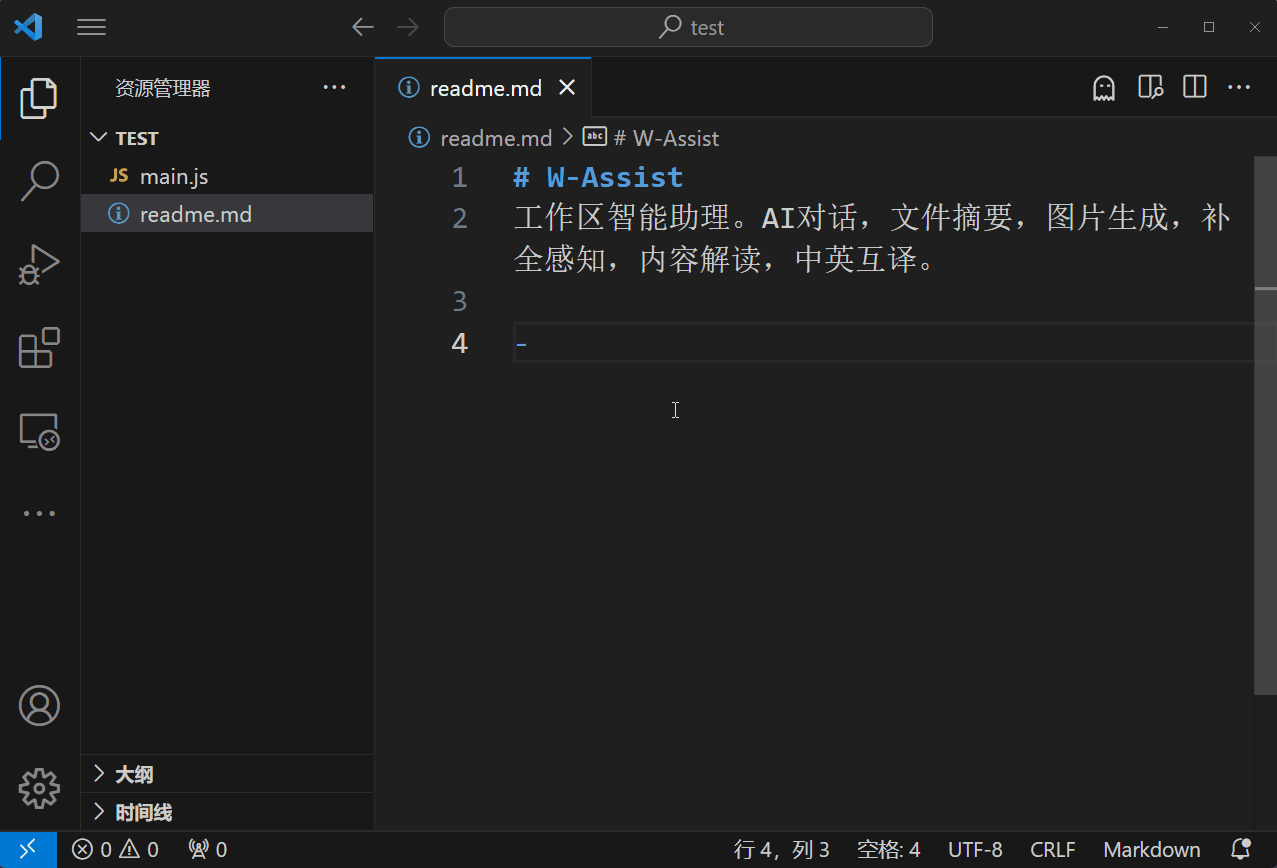 test
资源管理器
TEST
JS main.js
readme.md
readme.md
readme.md > abc # W-Assist
1 # W-Assist
2 工作区智能助理。AI对话，文件摘要，图片生成，补
全感知，内容解读，中英互译。
3
4 -
大纲
时间线
0 0 0 行 4，列 3 空格: 4 UTF-8 CRLF Markdown